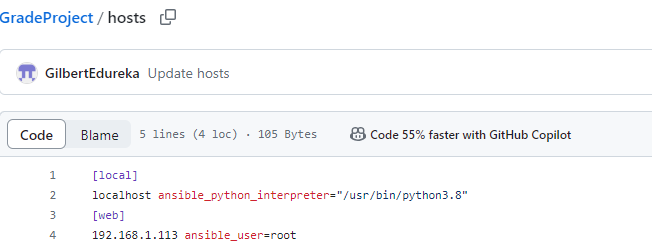 GradeProject / hosts
GilbertEdureka Update hosts
Code Blame 5 lines (4 loc) · 105 Bytes Code 55% faster with GitHub Copilot
1 [local]
2 localhost ansible_python_interpreter="/usr/bin/python3.8"
3 [web]
4 192.168.1.113 ansible_user=root